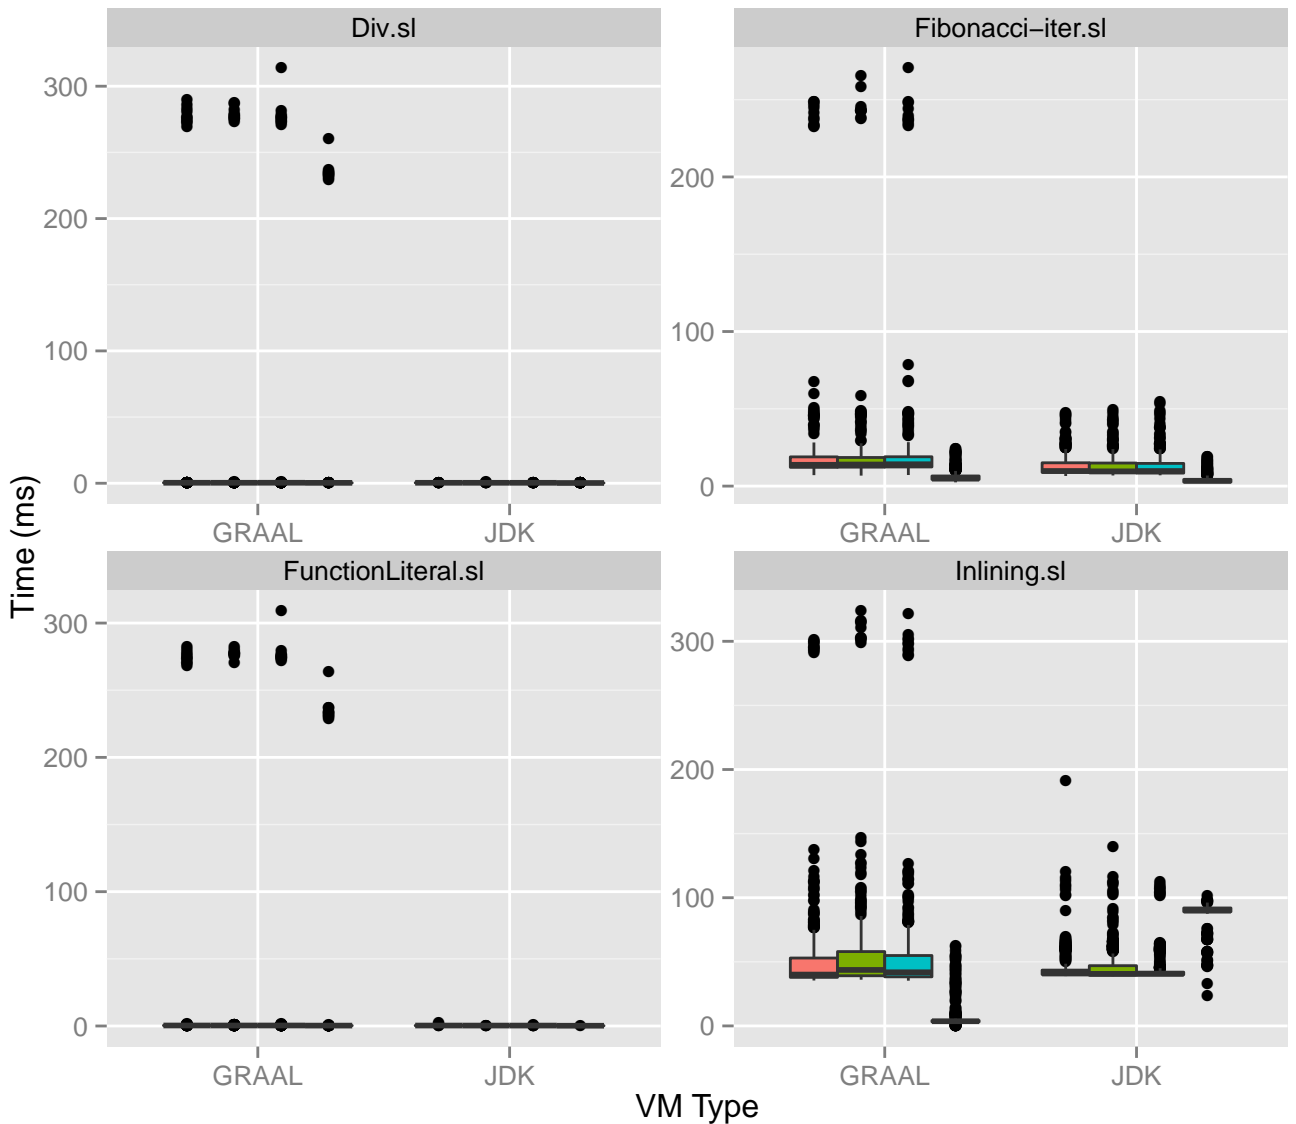 Div.sl
Fibonacci−iter.sl
300
200
100
0
200
100
0
GRAAL
JDK
GRAAL
JDK
Time (ms)
FunctionLiteral.sl
Inlining.sl
300
200
100
0
300
200
100
0
GRAAL
JDK
GRAAL
JDK
VM Type